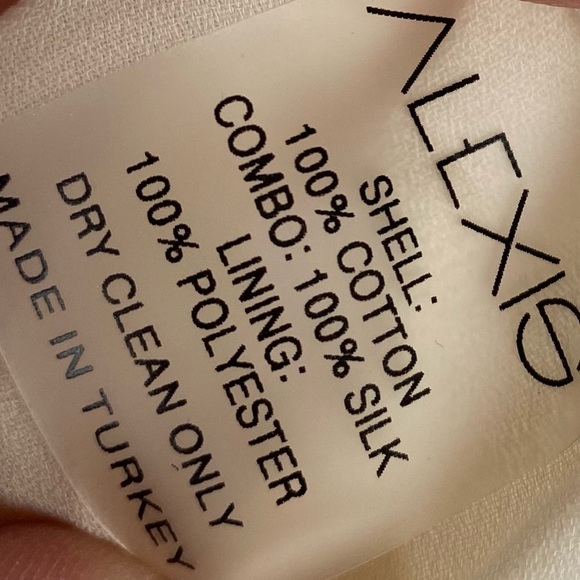 ALEXIS
SHELL:
100% COTTON
COMBO: 100% SILK
LINING:
100% POLYESTER
DRY CLEAN ONLY
MADE IN TURKEY